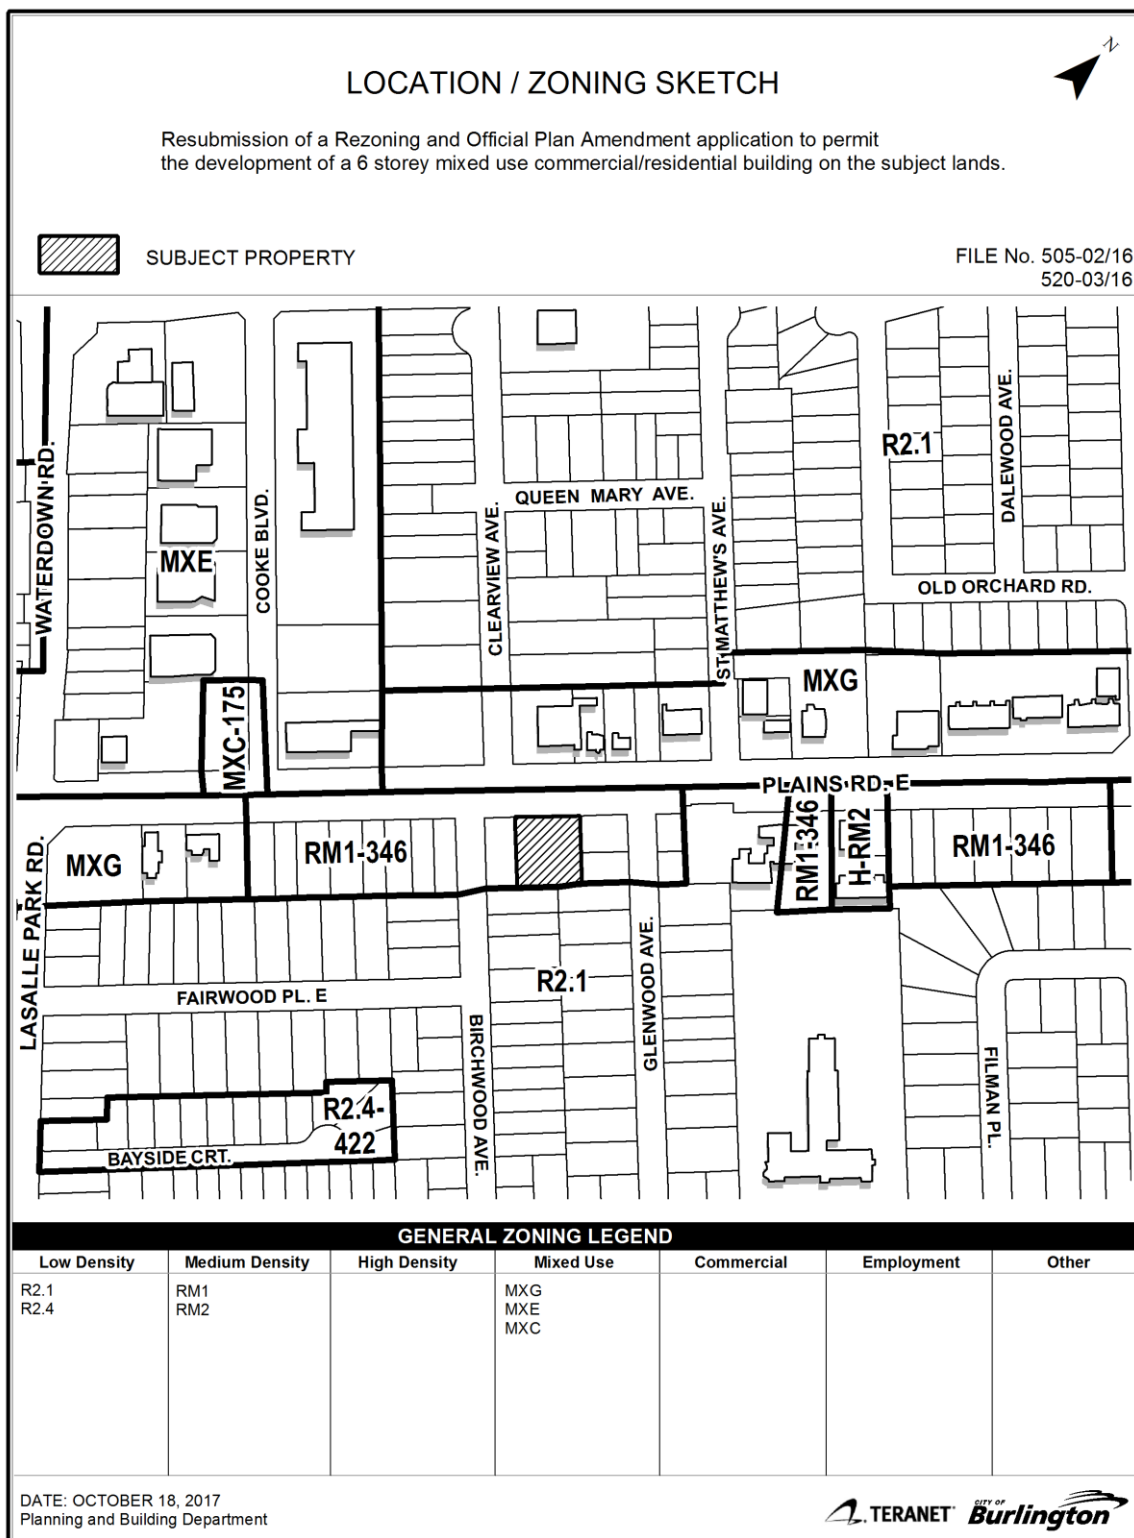 N
LOCATION / ZONING SKETCH
Resubmission of a Rezoning and Official Plan Amendment application to permit
the development of a 6 storey mixed use commercial/residential building on the subject lands.
SUBJECT PROPERTY
FILE No. 505-02/16
520-03/16
WATERDOWN RD.
MXE
COOKE BLVD.
MXC-175
CLEARVIEW AVE.
QUEEN MARY AVE.
ST.MATTHEW'S AVE.
R2.1
DALEWOOD AVE.
OLD ORCHARD RD.
MXG
PLAINS RD. E
LASALLE PARK RD.
MXG
RM1-346
RM1-346
H-RM2
RM1-346
FAIRWOOD PL. E
BIRCHWOOD AVE.
R2.1
GLENWOOD AVE.
FILMAN PL.
R2.4-
422
BAYSIDE CRT.
GENERAL ZONING LEGEND
Low Density Medium Density High Density Mixed Use Commercial Employment Other
R2.1 RM1 MXG
R2.4 RM2 MXE
MXC
DATE: OCTOBER 18, 2017
Planning and Building Department
TERANET
CITY OF
Burlington